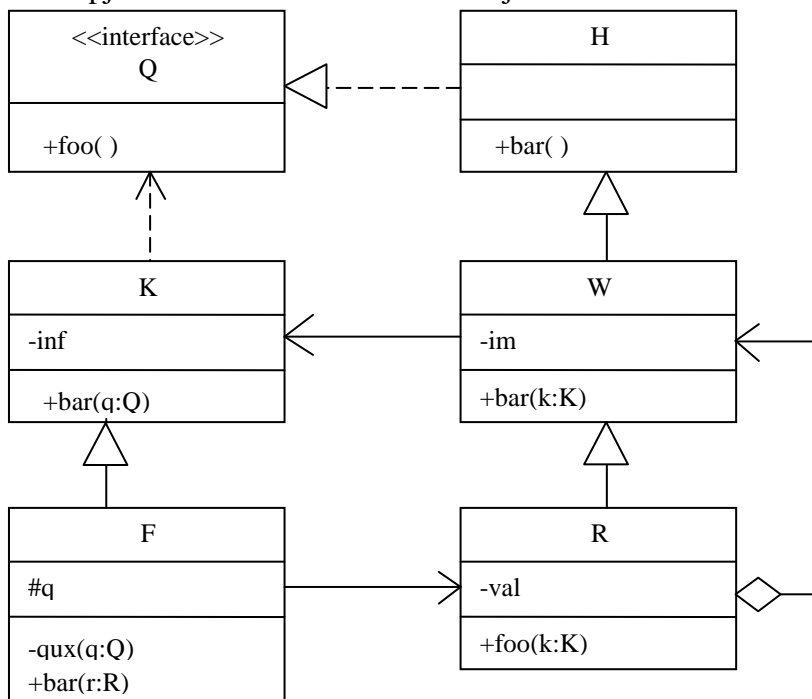 <<interface>>
Q
+foo( )
H
+bar( )
K
-inf
+bar(q:Q)
W
-im
+bar(k:K)
F
#q
-qux(q:Q)
+bar(r:R)
R
-val
+foo(k:K)